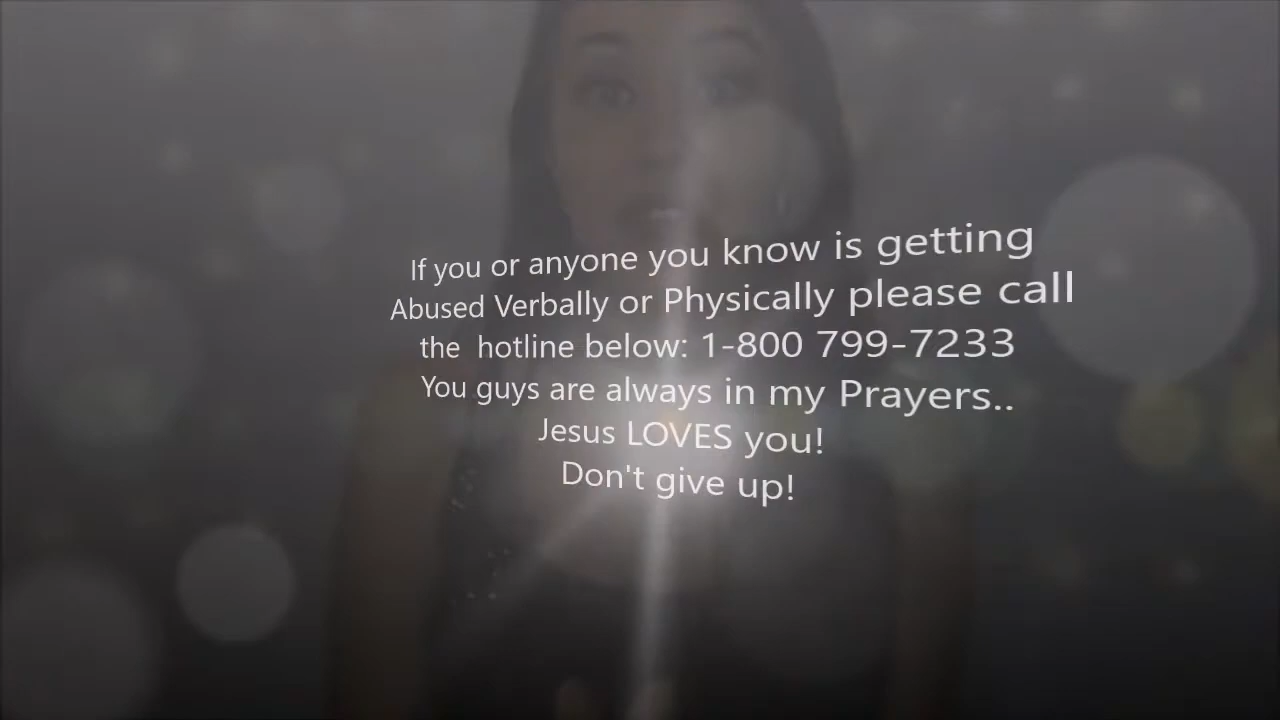 If you or anyone you know is getting
Abused Verbally or Physically please call
the hotline below: 1-800 799-7233
You guys are always in my Prayers..
Jesus LOVES you!
Don't give up!